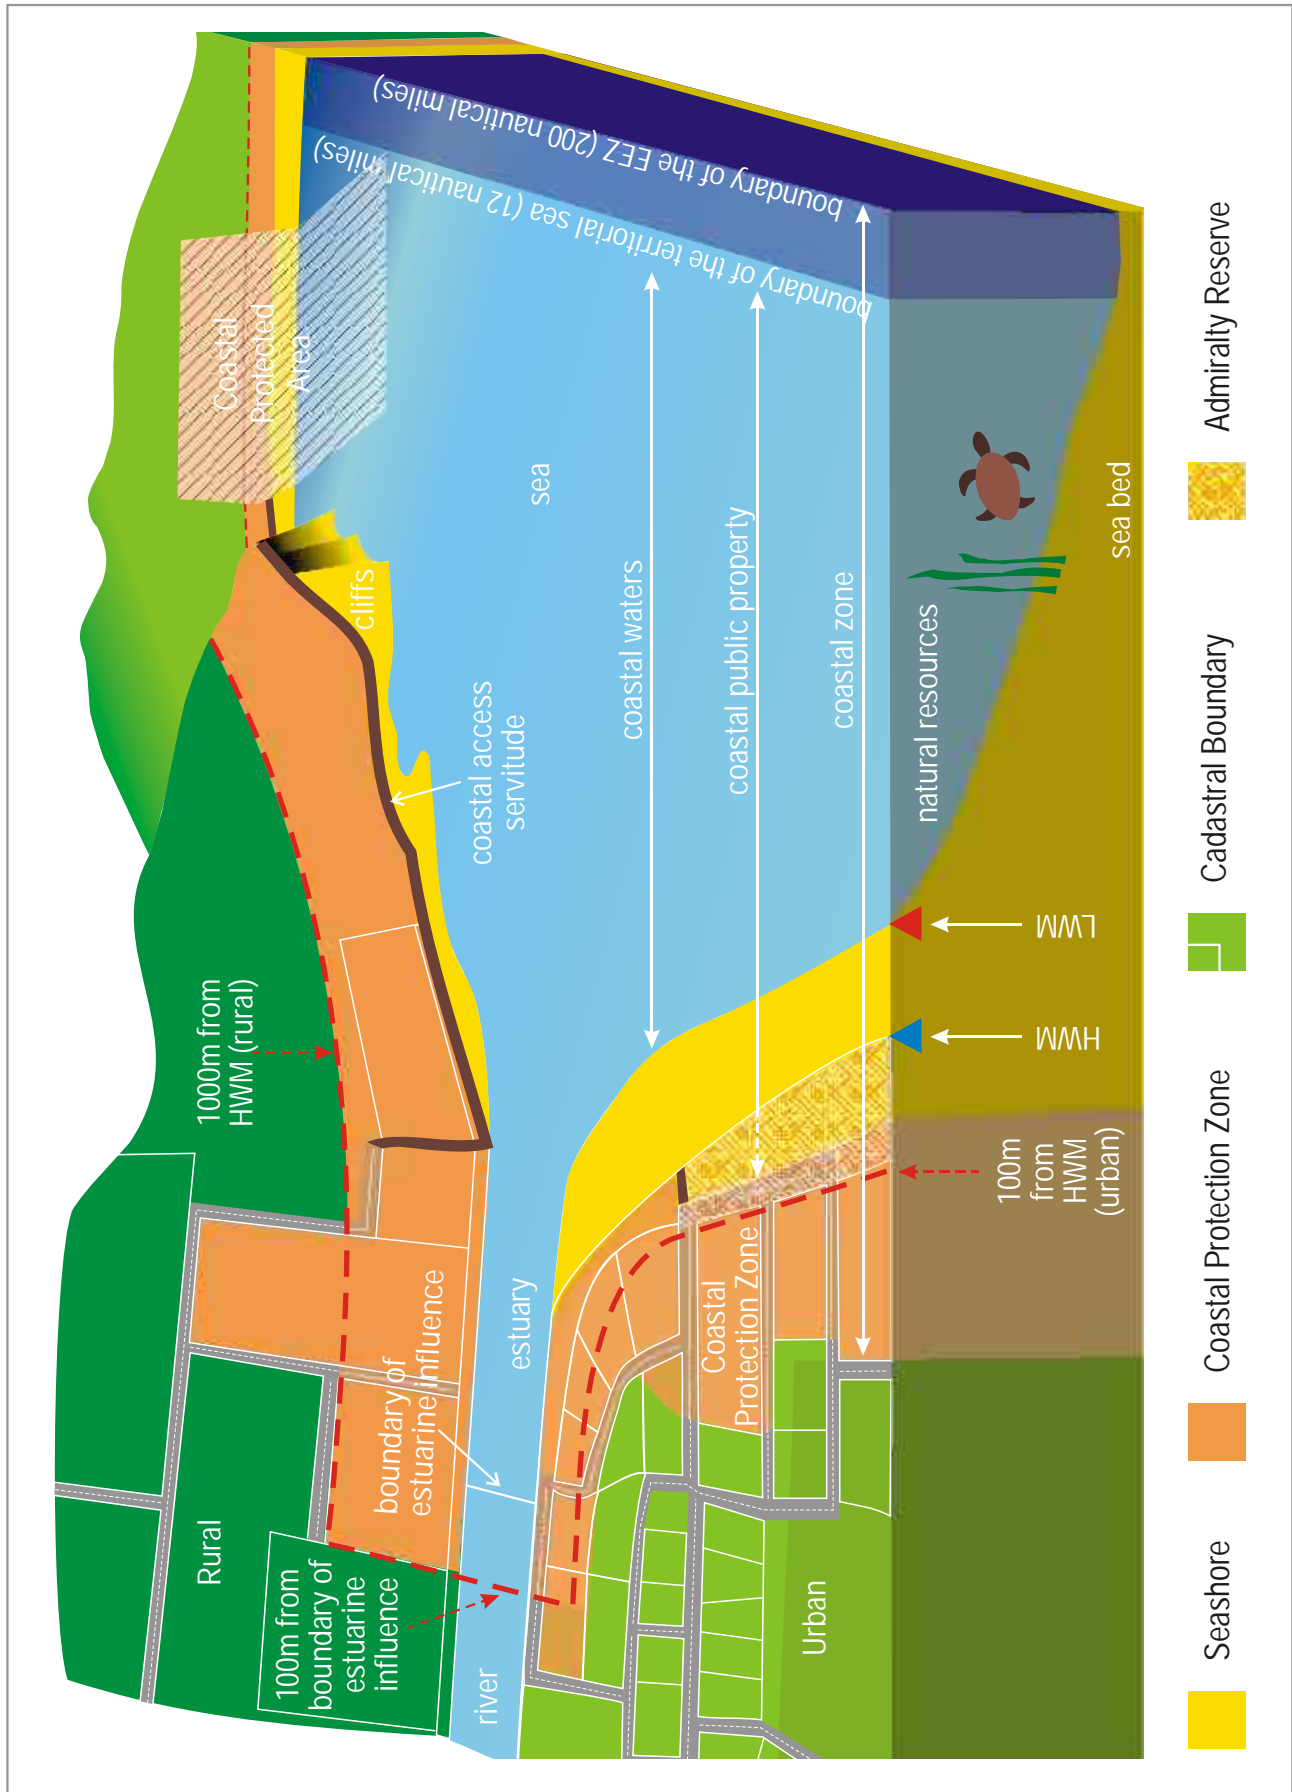 Rural
1000m from
HWM (rural)
100m from
boundary of
estuarine
influence
boundary of
estuarine influence
river
estuary
coastal access
servitude
cliffs
Coastal
Protected
Area
sea
boundary of the territorial sea (12 nautical miles)
boundary of the EEZ (200 nautical miles)
coastal waters
coastal public property
coastal zone
Coastal
Protection Zone
Urban
natural resources
sea bed
100m
from
HWM
(urban)
HWM
LWM
Seashore
Coastal Protection Zone
Cadastral Boundary
Admiralty Reserve